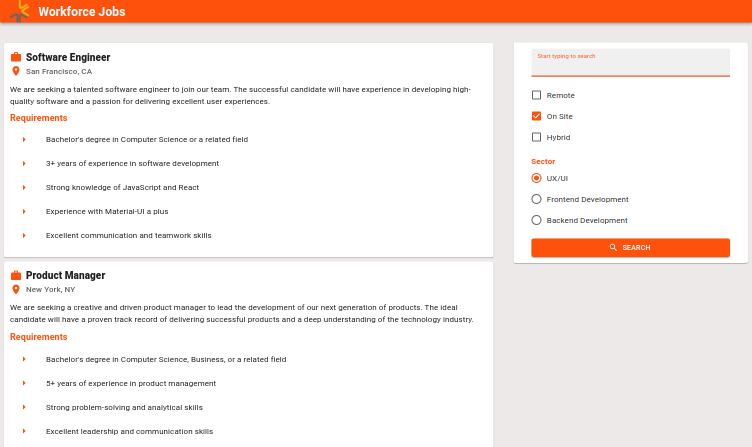 Workforce Jobs
Software Engineer
San Francisco, CA
We are seeking a talented software engineer to join our team. The successful candidate will have experience in developing high-
quality software and a passion for delivering excellent user experiences.
Requirements
Bachelor's degree in Computer Science or a related field
3+ years of experience in software development
Strong knowledge of JavaScript and React
Experience with Material-UI a plus
Excellent communication and teamwork skills
Product Manager
New York, NY
We are seeking a creative and driven product manager to lead the development of our next generation of products. The ideal
candidate will have a proven track record of delivering successful products and a deep understanding of the technology industry.
Requirements
Bachelor's degree in Computer Science, Business, or a related field
5+ years of experience in product management
Strong problem-solving and analytical skills
Excellent leadership and communication skills
Start typing to search
Remote
On Site
Hybrid
Sector
UX/UI
Frontend Development
Backend Development
SEARCH